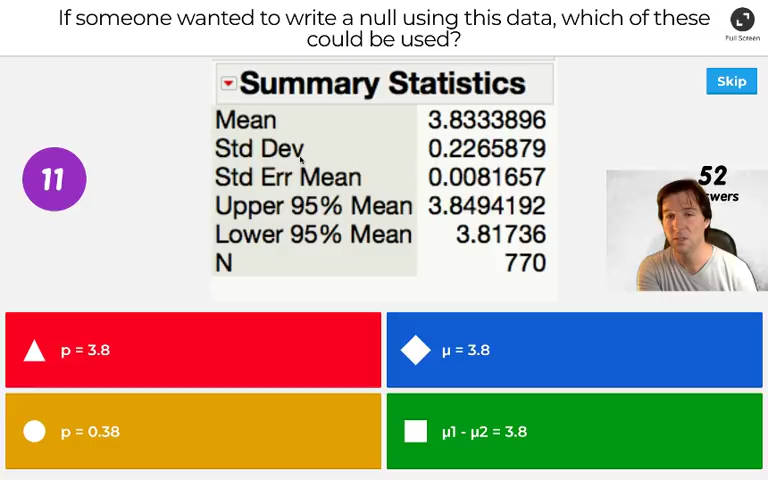 If someone wanted to write a null using this data, which of these
could be used?
Full Screen
Skip
Summary Statistics
Mean 3.8333896
Std Dev 0.2265879
Std Err Mean 0.0081657
Upper 95% Mean 3.8494192
Lower 95% Mean 3.81736
N 770
11
52
p = 3.8
μ = 3.8
p = 0.38
μ1 - μ2 = 3.8